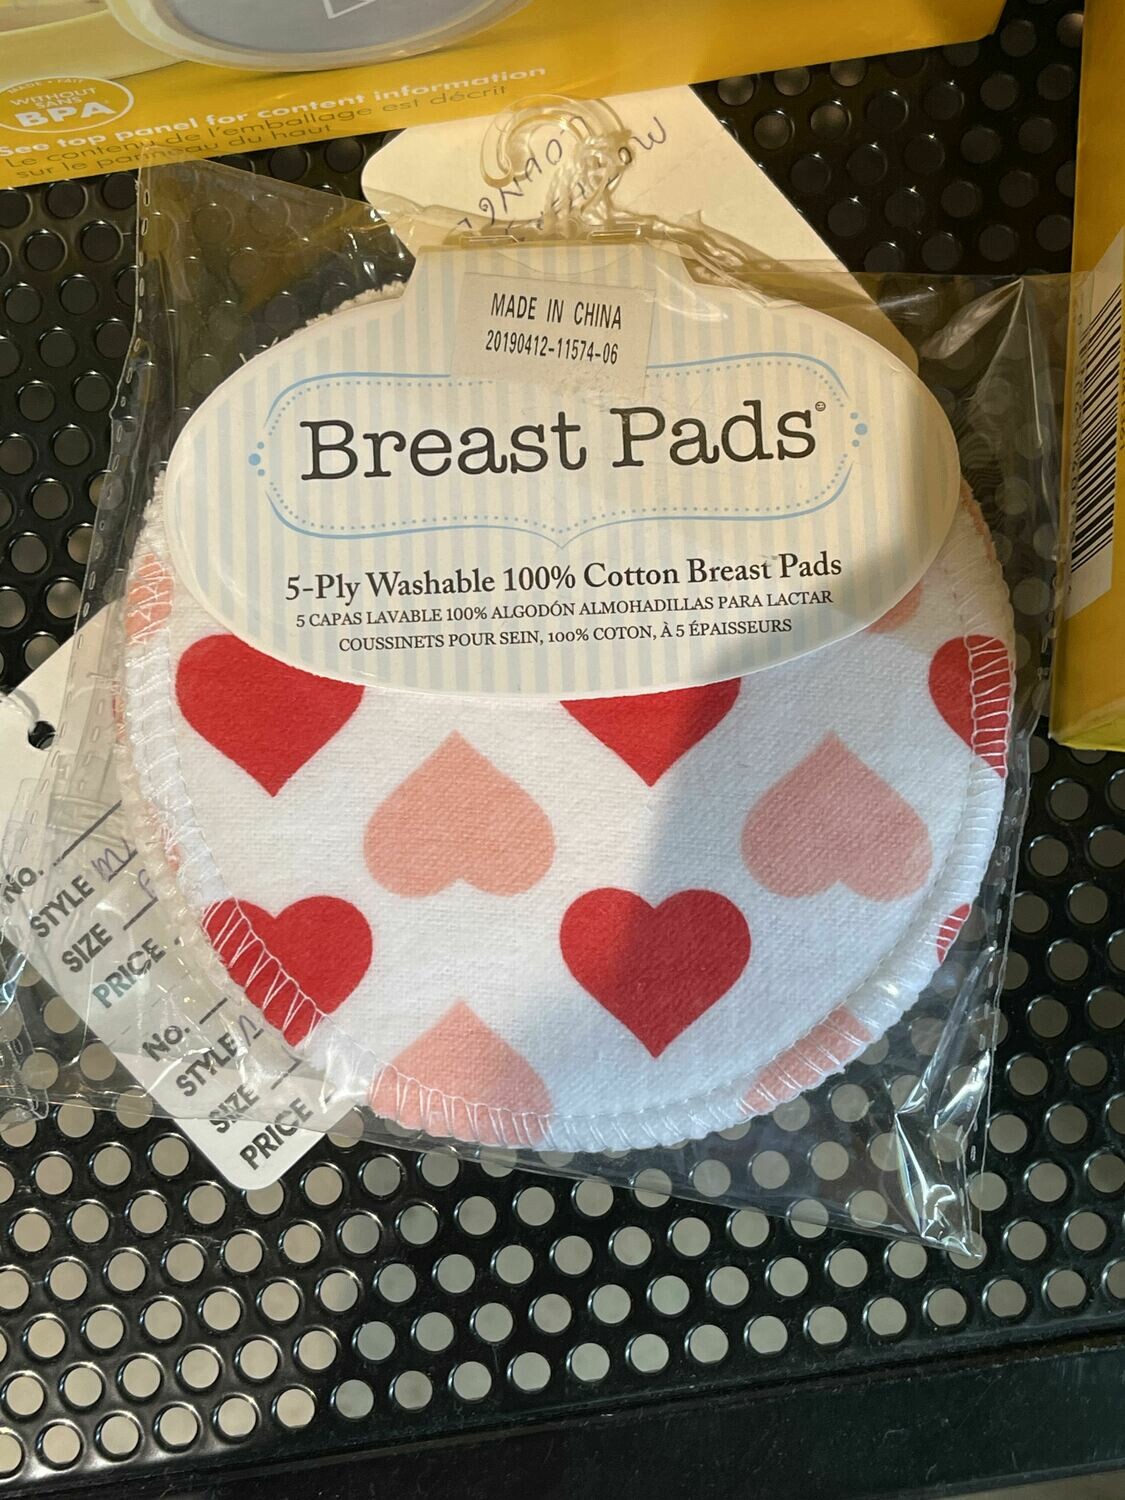 MADE • FAIT
WITHOUT
SANS
BPA
See top panel for content information
Le contenu de l'emballage est décrit
sur le panneau du haut
MADE IN CHINA
20190412-11574-06
Breast Pads
5-Ply Washable 100% Cotton Breast Pads
5 CAPAS LAVABLE 100% ALGODÓN ALMOHADILLAS PARA LACTAR
COUSSINETS POUR SEIN, 100% COTON, À 5 ÉPAISSEURS
NO.
STYLE
SIZE
PRICE
NO.
STYLE
SIZE
PRICE